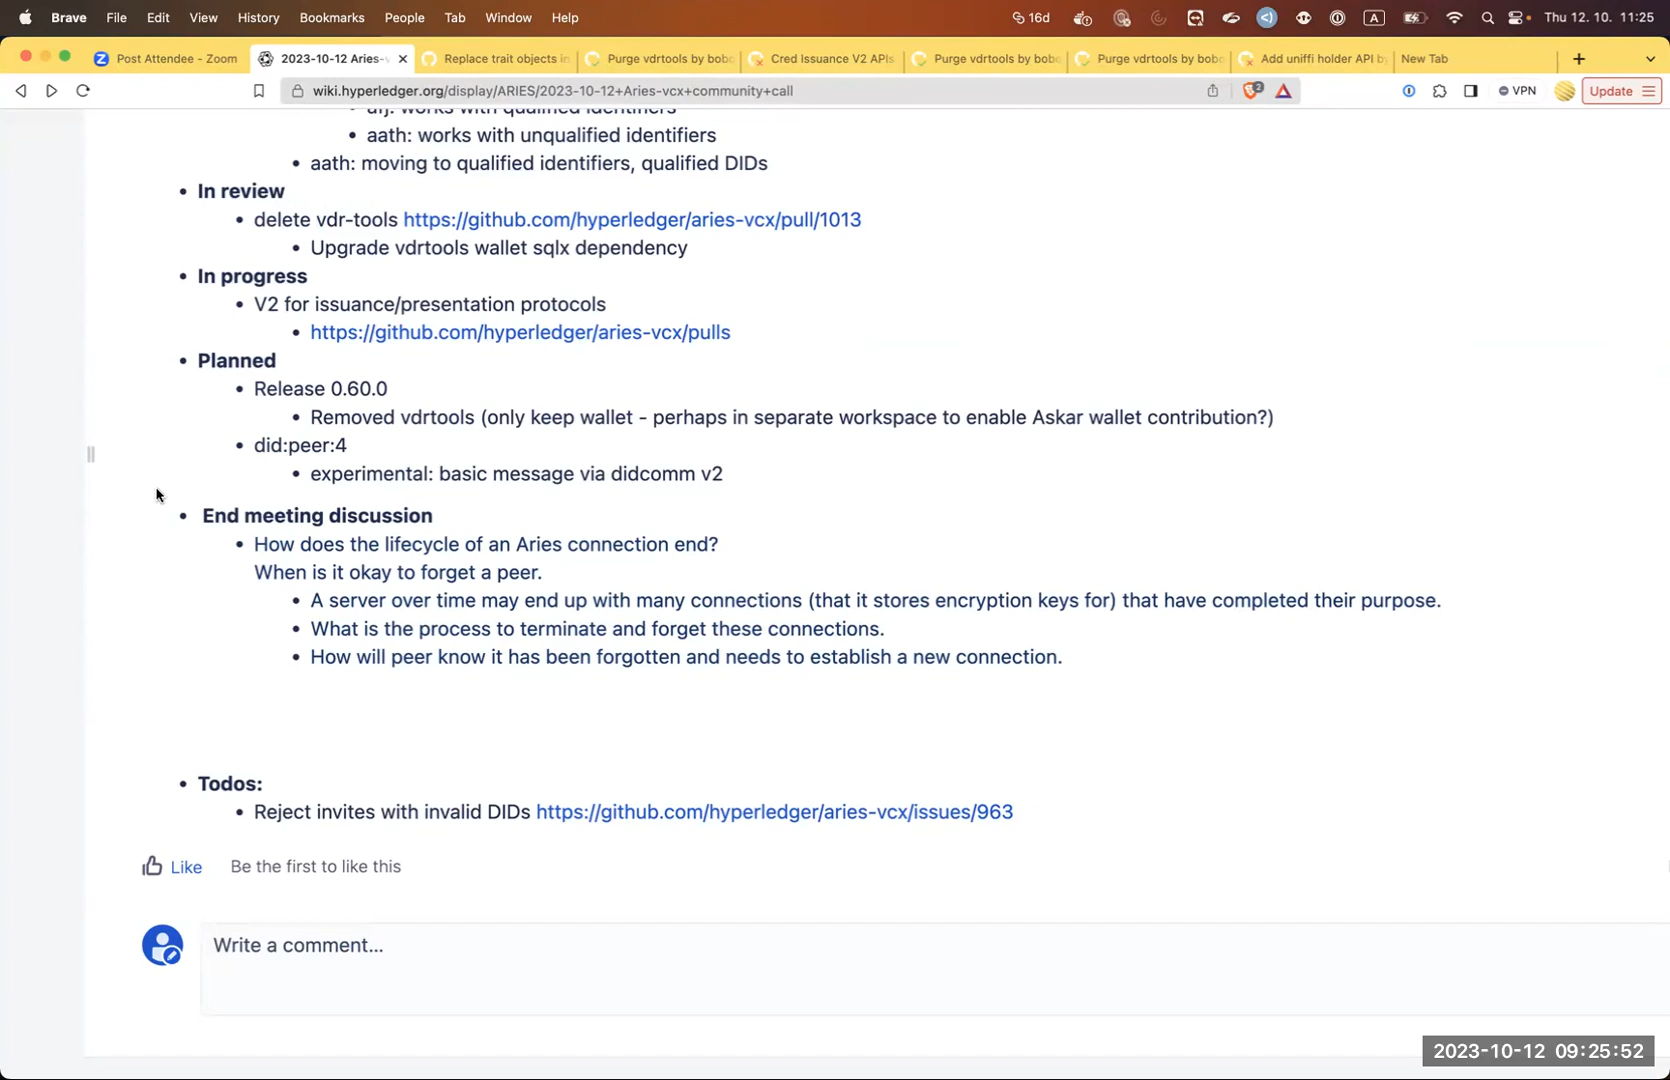 Brave File Edit View History Bookmarks People Tab Window Help 16d A Thu 12. 10. 11:25
Post Attendee - Zoom 2023-10-12 Aries- Replace trait objects in Purge vdrtools by bobo Cred Issuance V2 APIs Purge vdrtools by bobo Purge vdrtools by bobo Add uniffi holder API by New Tab
wiki.hyperledger.org/display/ARIES/2023-10-12+Aries-vcx+community+call 2 VPN Update
afj: works with qualified identifiers
aath: works with unqualified identifiers
aath: moving to qualified identifiers, qualified DIDs
In review
delete vdr-tools https://github.com/hyperledger/aries-vcx/pull/1013
Upgrade vdrtools wallet sqlx dependency
In progress
V2 for issuance/presentation protocols
https://github.com/hyperledger/aries-vcx/pulls
Planned
Release 0.60.0
Removed vdrtools (only keep wallet - perhaps in separate workspace to enable Askar wallet contribution?)
did:peer:4
experimental: basic message via didcomm v2
End meeting discussion
How does the lifecycle of an Aries connection end?
When is it okay to forget a peer.
A server over time may end up with many connections (that it stores encryption keys for) that have completed their purpose.
What is the process to terminate and forget these connections.
How will peer know it has been forgotten and needs to establish a new connection.
Todos:
Reject invites with invalid DIDs https://github.com/hyperledger/aries-vcx/issues/963
Like Be the first to like this
Write a comment...
2023-10-12 09:25:52